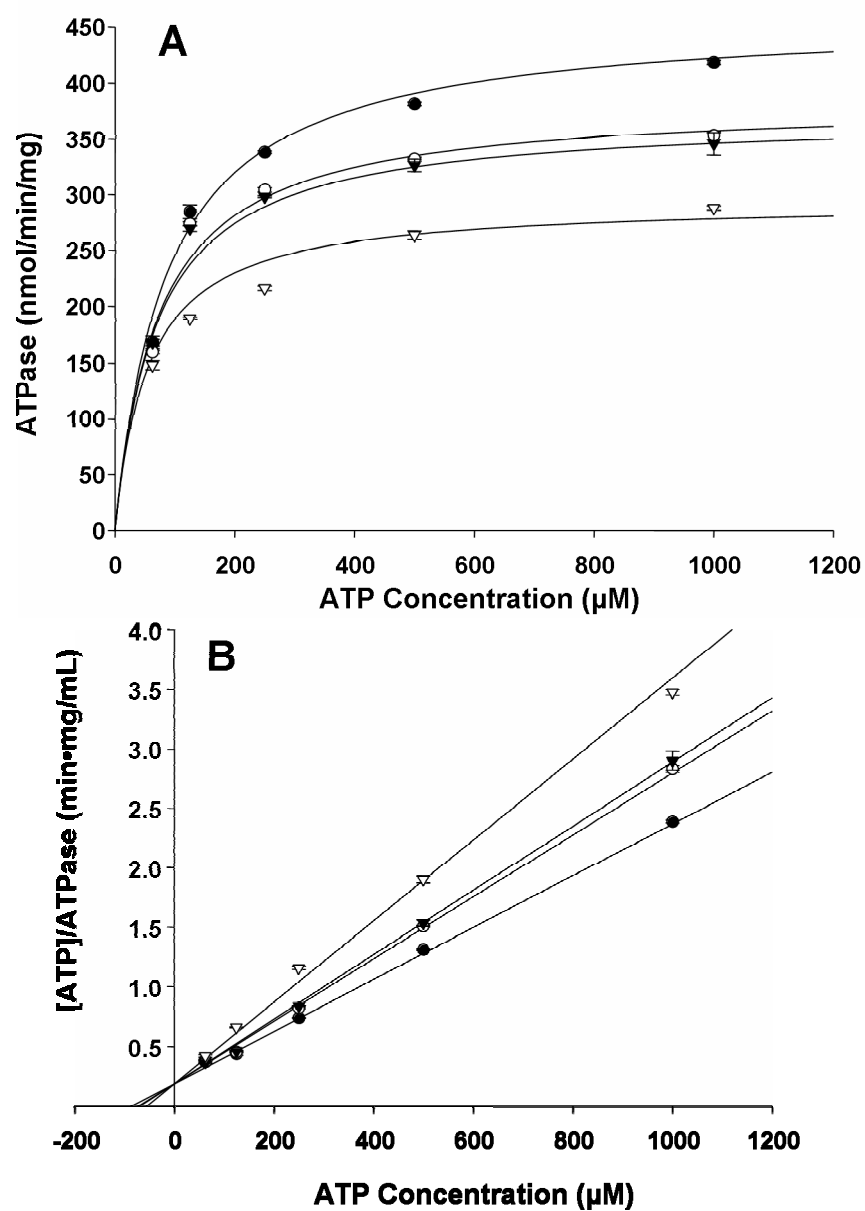 A
450
400
350
300
250
200
150
100
50
0
ATPase (nmol/min/mg)
0 200 400 600 800 1000 1200
ATP Concentration (µM)
B
4.0
3.5
3.0
2.5
2.0
1.5
1.0
0.5
[ATP]/ATPase (min•mg/mL)
-200 0 200 400 600 800 1000 1200
ATP Concentration (µM)